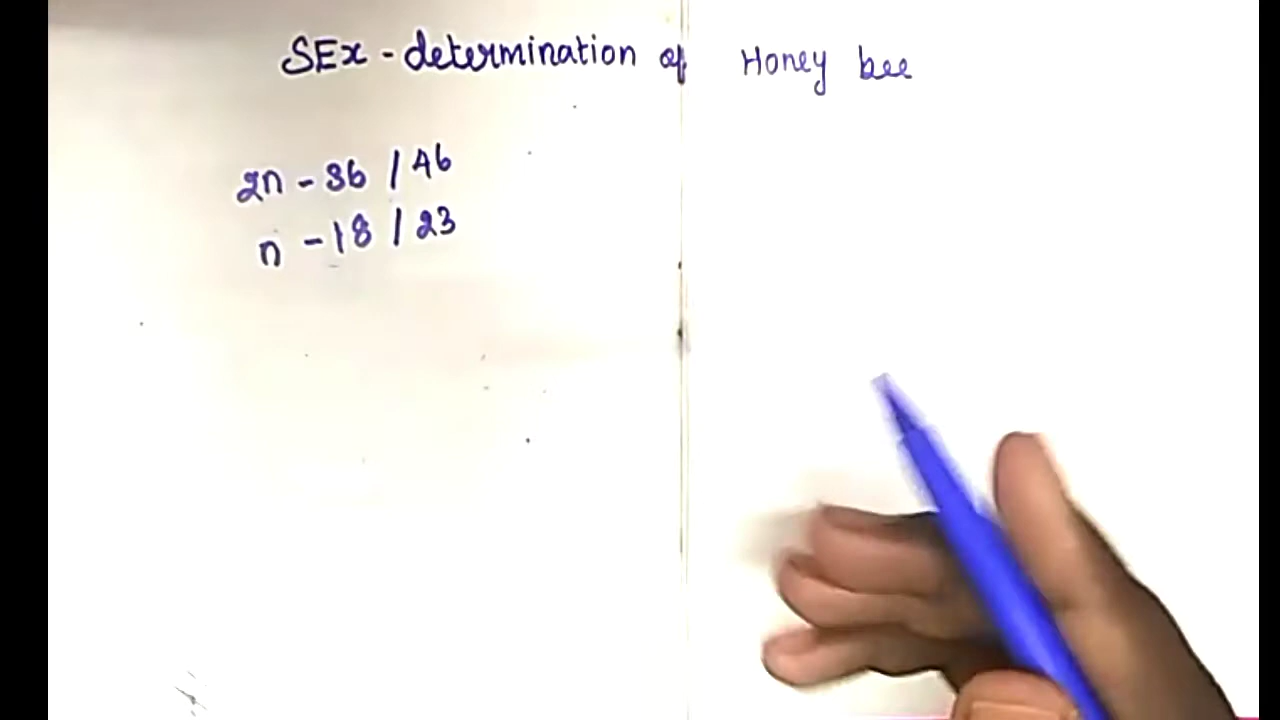 SEx - determination of Honey bee
2n - 36 / 46
n - 18 / 23